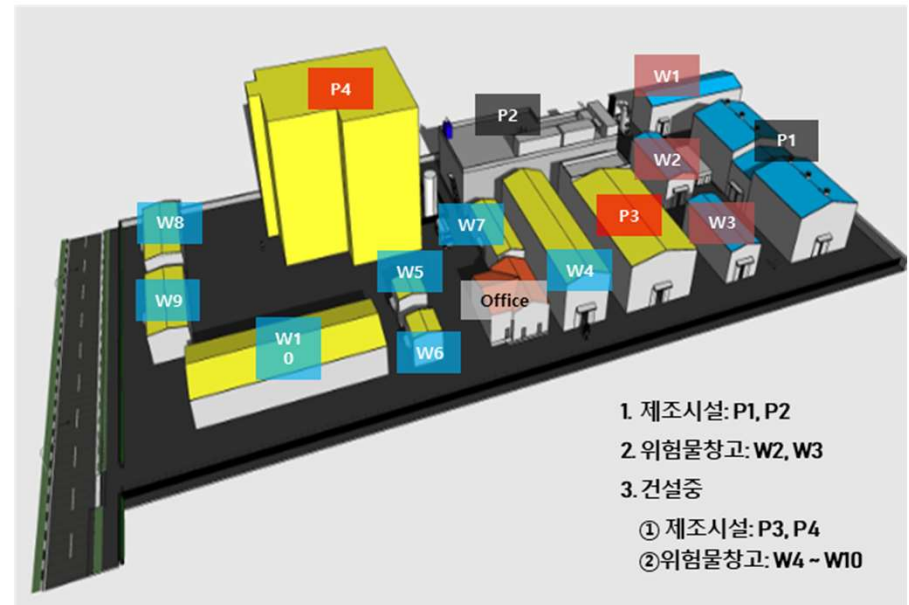 W1
P4
P2
P1
W2
W8
W7
P3
W3
W5
W4
W9
Office
W1
0
W6
1. 제조시설: P1, P2
2. 위험물창고: W2, W3
3. 건설중
① 제조시설: P3, P4
②위험물창고: W4 ~ W10